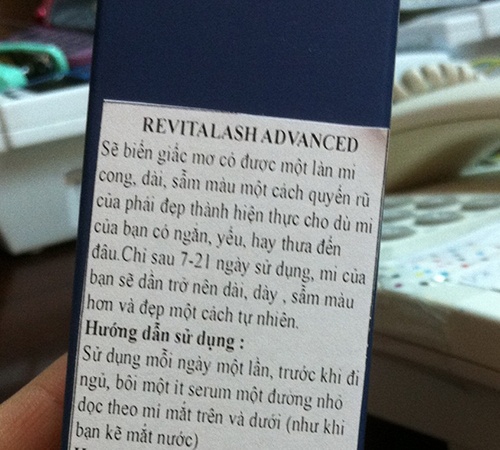 REVITALASH ADVANCED
Sẽ biến giấc mơ có được một làn mi
cong, dài, sẫm màu một cách quyến rũ
của phái đẹp thành hiện thực cho dù mi
của bạn có ngắn, yếu, hay thưa đến
đâu.Chỉ sau 7-21 ngày sử dụng, mi của
bạn sẽ dần trở nên dài, dày , sẫm màu
hơn và đẹp một cách tự nhiên.
Hướng dẫn sử dụng :
Sử dụng mỗi ngày một lần, trước khi đi
ngủ, bôi một ít serum một đường nhỏ
dọc theo mi mắt trên và dưới (như khi
bạn kẽ mắt nước)